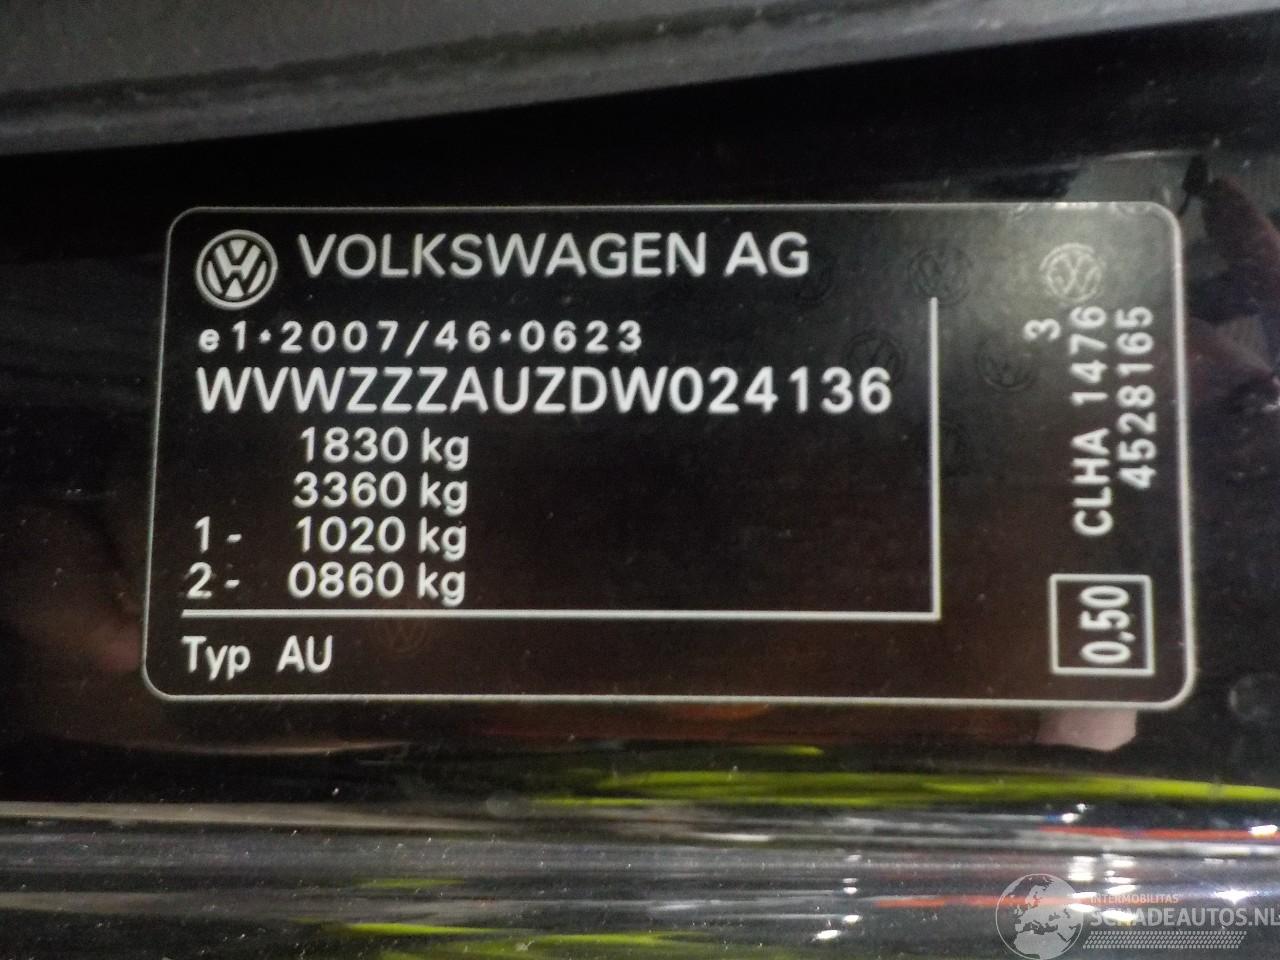 VOLKSWAGEN AG
e1*2007/46*0623
WVWZZZAUZDW024136
1830 kg
3360 kg
1- 1020 kg
2- 0860 kg
Typ AU
3
CLHA 1476
4528165
0,50
INTERMOBILITAS
SCHADEAUTOS.NL